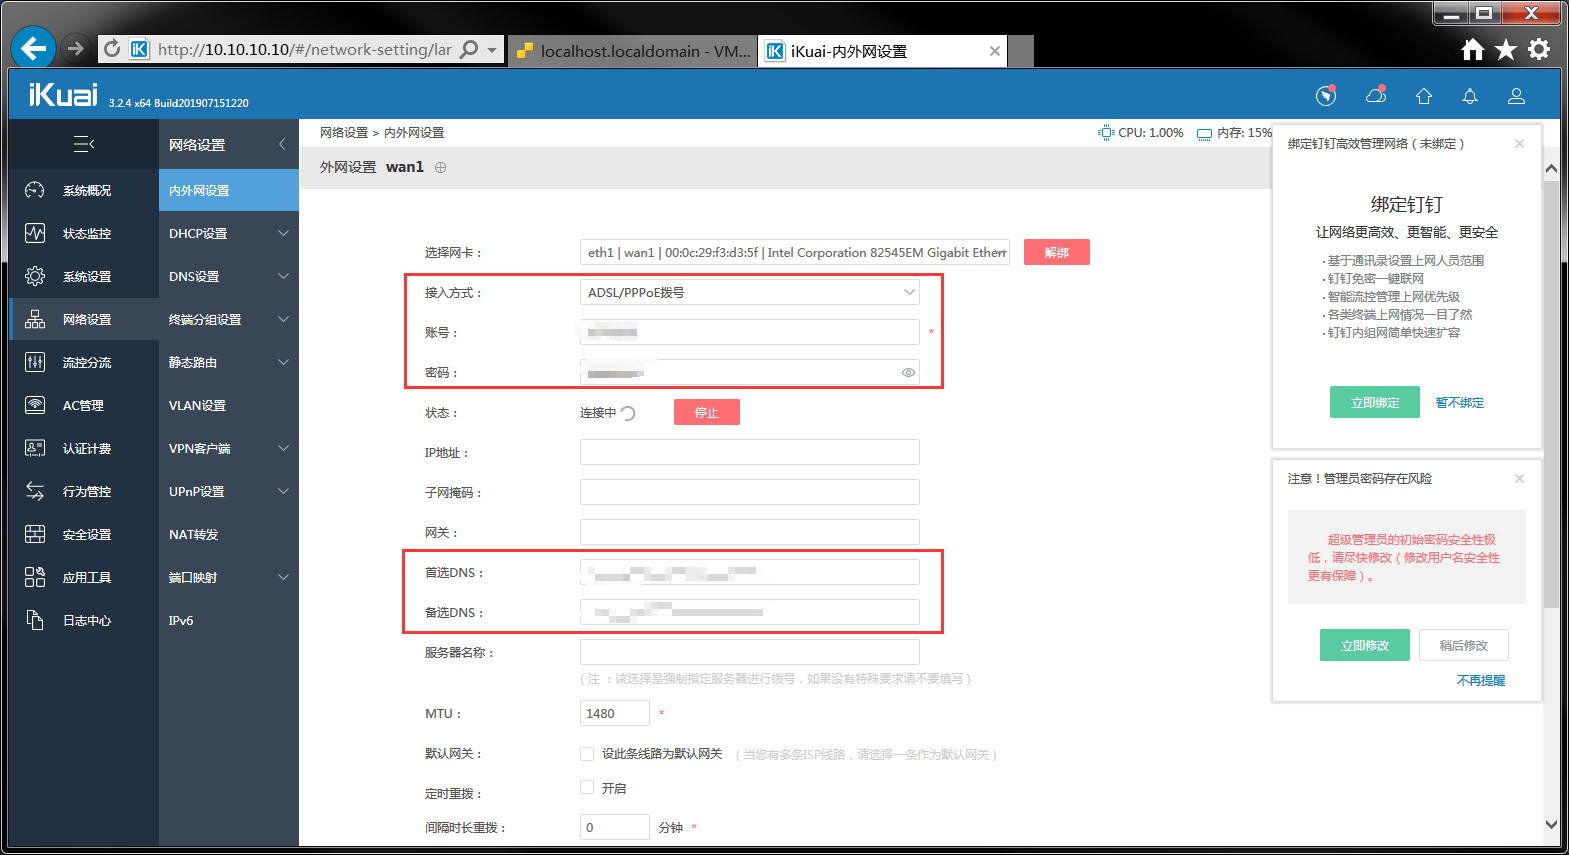 http://10.10.10.10/#/network-setting/lar
localhost.localdomain - VM...
iKuai-内外网设置
iKuai 3.2.4 x64 Build201907151220
网络设置
系统概况
状态监控
系统设置
网络设置
流控分流
AC管理
认证计费
行为管控
安全设置
应用工具
日志中心
内外网设置
DHCP设置
DNS设置
终端分组设置
静态路由
VLAN设置
VPN客户端
UPnP设置
NAT转发
端口映射
IPv6
网络设置 > 内外网设置
CPU: 1.00% 内存: 15%
外网设置 wan1
选择网卡： eth1 | wan1 | 00:0c:29:f3:d3:5f | Intel Corporation 82545EM Gigabit Etherr 解绑
接入方式： ADSL/PPPoE拨号
账号： *
密码：
状态： 连接中 停止
IP地址：
子网掩码：
网关：
首选DNS：
备选DNS：
服务器名称：
( 注 ：该选择是强制指定服务器进行拨号，如果没有特殊要求请不要填写 )
MTU： 1480 *
默认网关： 设此条线路为默认网关 ( 当您有多条ISP线路，请选择一条作为默认网关 )
定时重拨： 开启
间隔时长重拨： 0 分钟 *
绑定钉钉高效管理网络 ( 未绑定 )
绑定钉钉
让网络更高效、更智能、更安全
· 基于通讯录设置上网人员范围
· 钉钉免密一键联网
· 智能流控管理上网优先级
· 各类终端上网情况一目了然
· 钉钉内组网简单快速扩容
立即绑定 暂不绑定
注意！管理员密码存在风险
超级管理员的初始密码安全性极
低，请尽快修改（修改用户名安全性
更有保障）。
立即修改 稍后修改
不再提醒